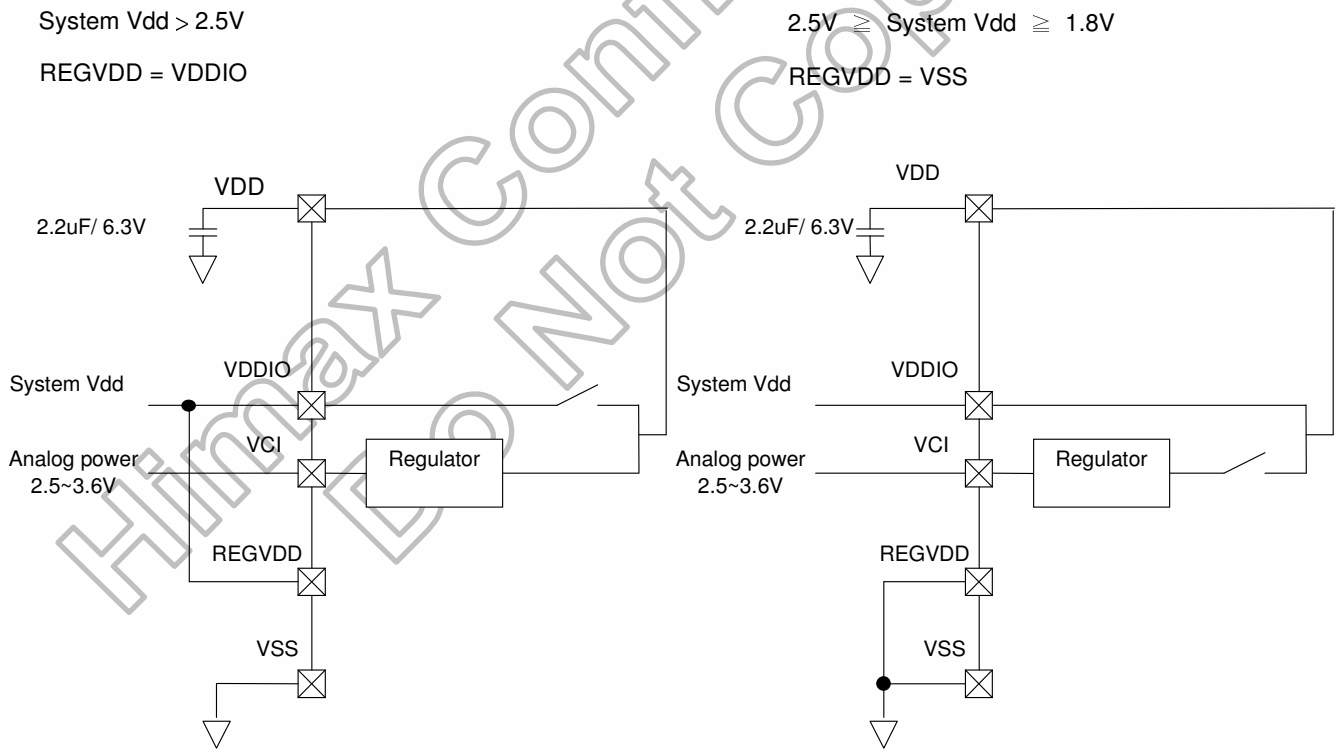 System Vdd > 2.5V
REGVDD = VDDIO
VDD
2.2uF/ 6.3V
VDDIO
System Vdd
VCI
Analog power
2.5~3.6V
Regulator
REGVDD
VSS
2.5V ≧ System Vdd ≧ 1.8V
REGVDD = VSS
VDD
2.2uF/ 6.3V
VDDIO
System Vdd
VCI
Analog power
2.5~3.6V
Regulator
REGVDD
VSS
Himax
Do Not